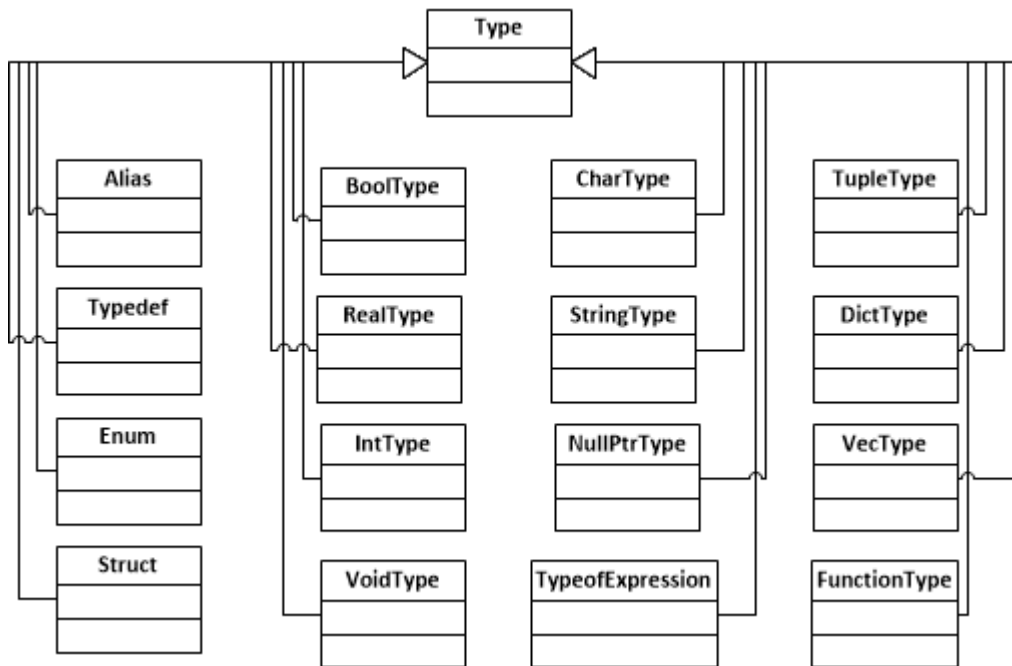 Type
Alias
BoolType
CharType
TupleType
Typedef
RealType
StringType
DictType
Enum
IntType
NullPtrType
VecType
Struct
VoidType
TypeofExpression
FunctionType